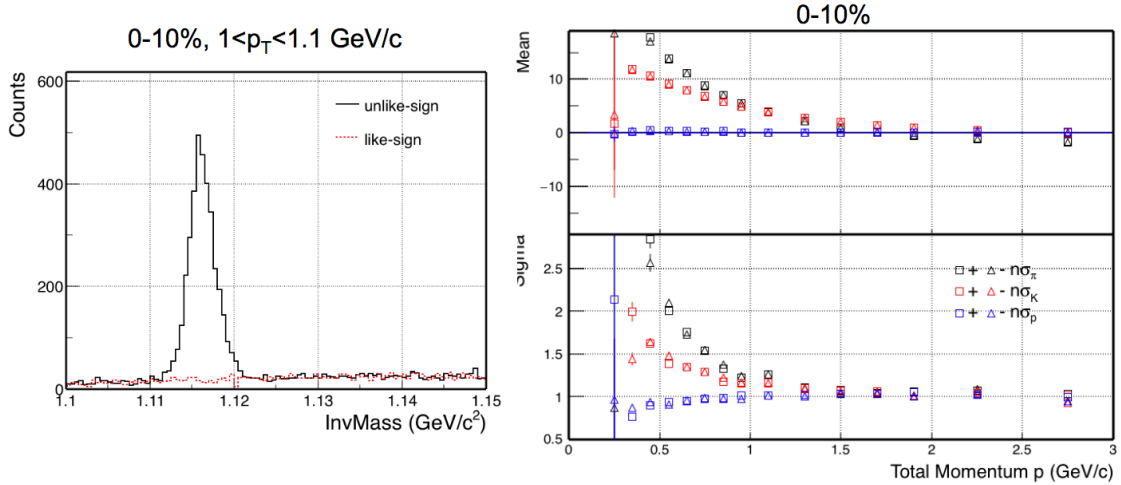 0-10%, 1<p_T<1.1 GeV/c
Counts
600
400
200
0
unlike-sign
like-sign
1.1
1.11
1.12
1.13
1.14
1.15
InvMass (GeV/c²)
0-10%
Mean
10
0
−10
Sigma
2.5
2
1.5
1
0.5
+ - nσ_π
+ - nσ_K
+ - nσ_p
0
0.5
1
1.5
2
2.5
3
Total Momentum p (GeV/c)